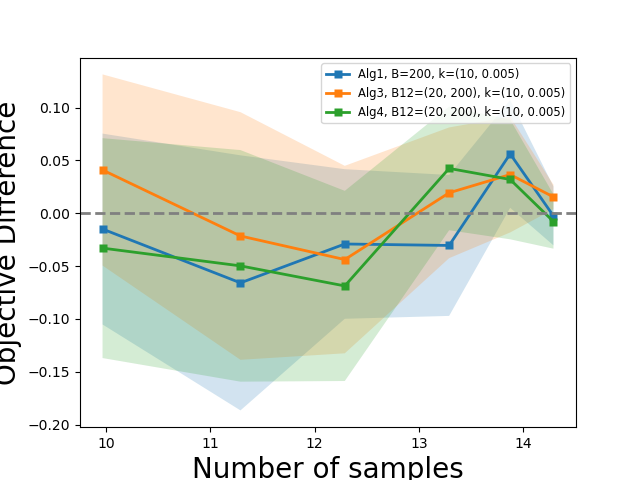 Alg1, B=200, k=(10, 0.005)
Alg3, B12=(20, 200), k=(10, 0.005)
Alg4, B12=(20, 200), k=(10, 0.005)
0.10
0.05
0.00
−0.05
−0.10
−0.15
−0.20
Objective Difference
10 11 12 13 14
Number of samples